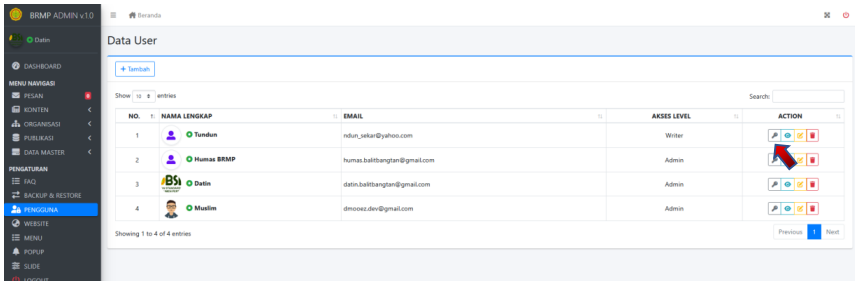 BRMP ADMIN v.1.0
Beranda
Datin
Data User
DASHBOARD
+ Tambah
MENU NAVIGASI
PESAN
KONTEN
ORGANISASI
PUBLIKASI
DATA MASTER
PENGATURAN
FAQ
BACKUP & RESTORE
PENGGUNA
WEBSITE
MENU
POPUP
SLIDE
LOGOUT
Show 10 entries
Search:
NO. NAMA LENGKAP EMAIL AKSES LEVEL ACTION
1 Tundun ndun_sekar@yahoo.com Writer
2 Humas BRMP humas.balitbangtan@gmail.com Admin
3 BSi Datin datin.balitbangtan@gmail.com Admin
4 Muslim dmooez.dev@gmail.com Admin
Showing 1 to 4 of 4 entries
Previous 1 Next